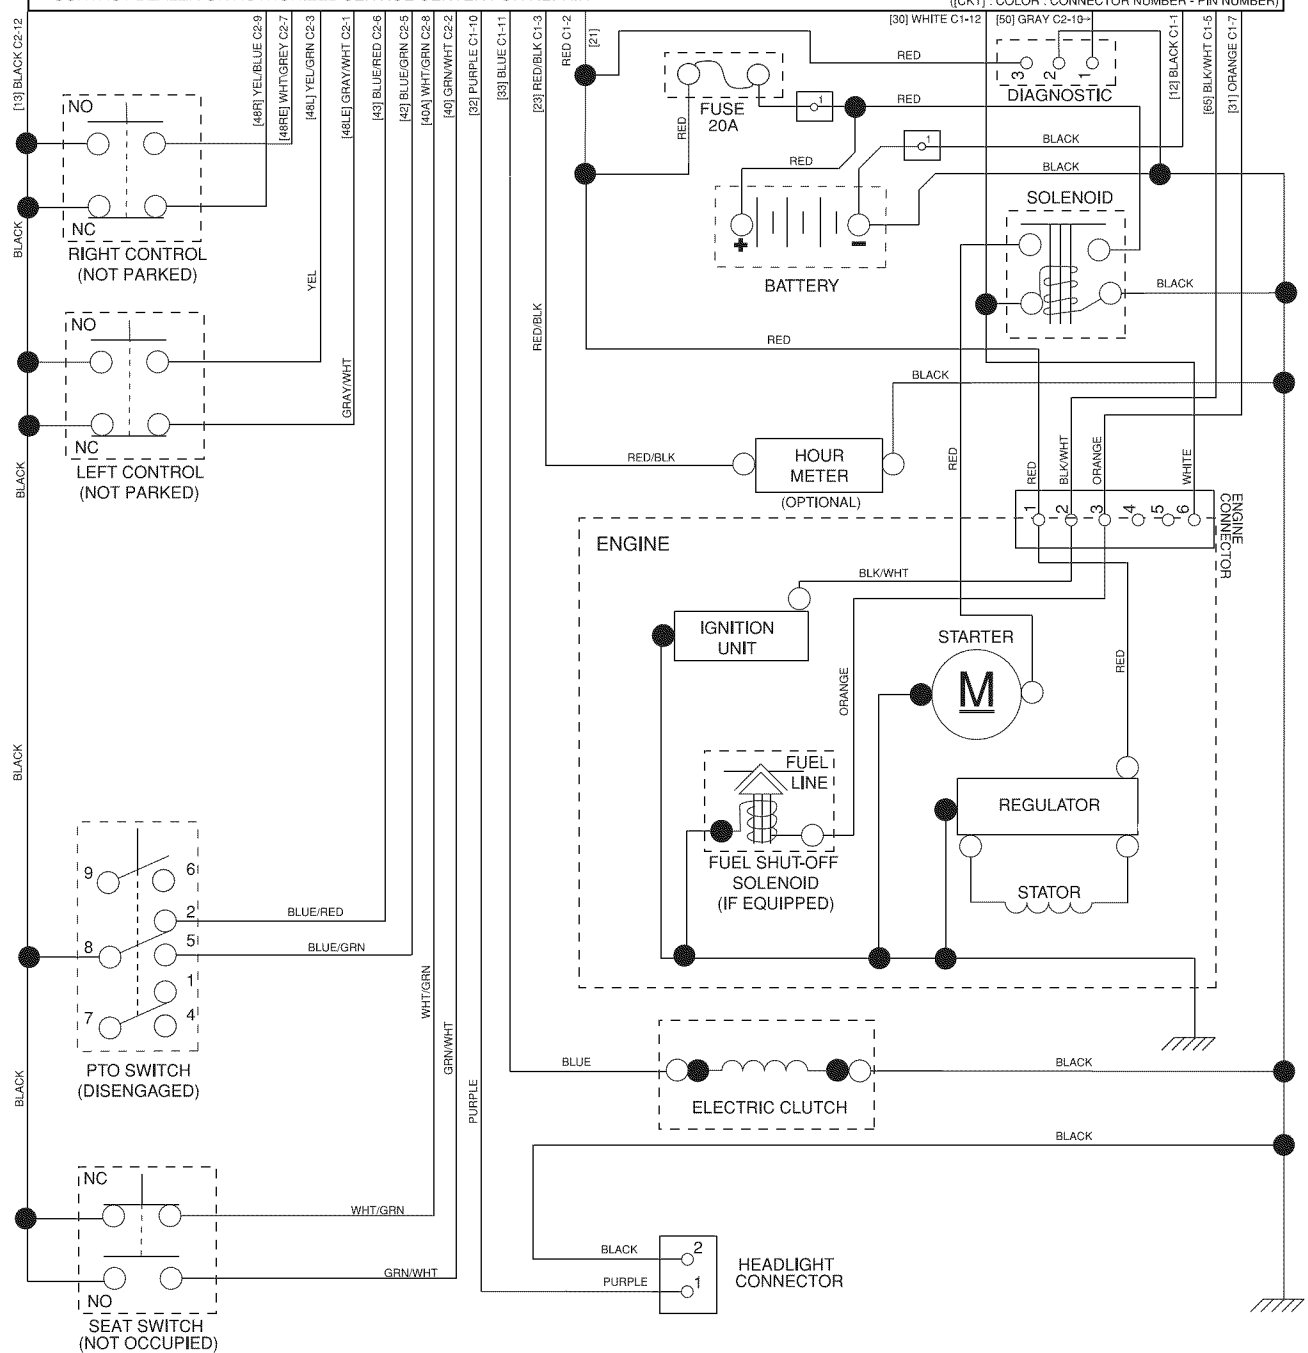 ([CKT] : COLOR : CONNECTOR NUMBER - PIN NUMBER)
[13] BLACK C2-12
[48R] YEL/BLUE C2-9
[48RE] WHT\GREY C2-7
[48L] YEL/GRN C2-3
[48LE] GRAY/WHT C2-1
[43] BLUE/RED C2-6
[42] BLUE/GRN C2-5
[40A] WHT/GRN C2-8
[40] GRN/WHT C2-2
[32] PURPLE C1-10
[33] BLUE C1-11
[23] RED/BLK C1-3
RED C1-2
[21]
[30] WHITE C1-12
[50] GRAY C2-10
[12] BLACK C1-1
[65] BLK/WHT C1-5
[31] ORANGE C1-7
NO
NC
RIGHT CONTROL
(NOT PARKED)
BLACK
YEL
NO
NC
LEFT CONTROL
(NOT PARKED)
GRAY/WHT
BLACK
RED
3
2
1
DIAGNOSTIC
FUSE
20A
RED
1
RED
1
BLACK
RED
BLACK
+
-
BATTERY
SOLENOID
BLACK
RED/BLK
RED
BLACK
RED/BLK
HOUR
METER
(OPTIONAL)
RED
RED
BLK/WHT
ORANGE
WHITE
1
2
3
4
5
6
ENGINE
CONNECTOR
ENGINE
BLK/WHT
IGNITION
UNIT
ORANGE
STARTER
M
RED
FUEL
LINE
FUEL SHUT-OFF
SOLENOID
(IF EQUIPPED)
REGULATOR
STATOR
BLACK
9
6
2
8
5
1
7
4
BLUE/RED
BLUE/GRN
PTO SWITCH
(DISENGAGED)
WHT/GRN
GRN/WHT
PURPLE
BLACK
BLUE
BLACK
ELECTRIC CLUTCH
BLACK
NC
NO
WHT/GRN
GRN/WHT
SEAT SWITCH
(NOT OCCUPIED)
BLACK
2
PURPLE
1
HEADLIGHT
CONNECTOR